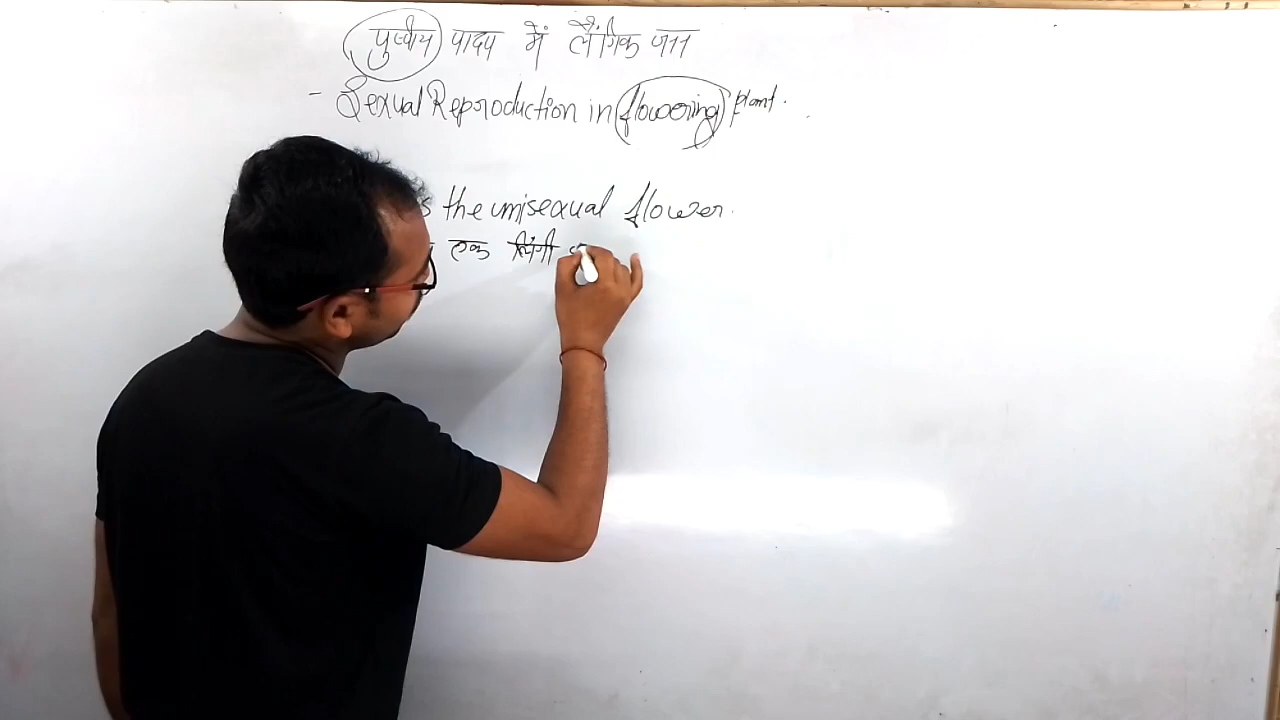 पुष्पीय पादप में लैंगिक जनन
- Sexual Reproduction in flowering plant.
s the unisexual flower.
एक लिंगी